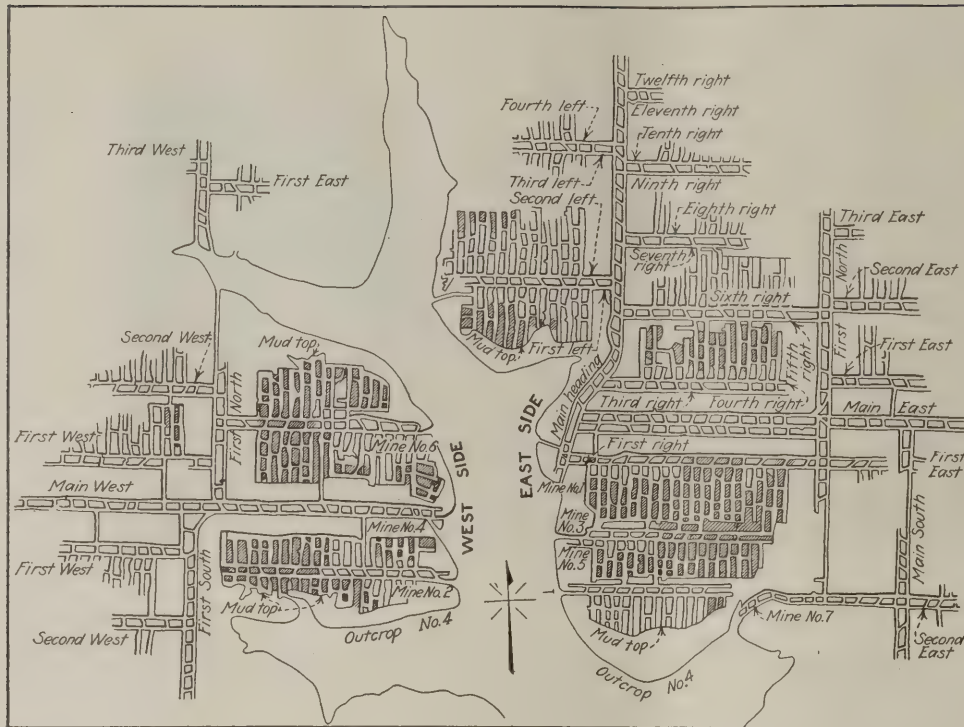 Third West
First East
Second West
Mud top
North
First
First West
Mine No.6
Main West
WEST SIDE
Mine No.4
First West
First South
Mine No.2
Mud top
Outcrop No.4
Second West
Twelfth right
Fourth left
Eleventh right
Tenth right
Third left
Ninth right
Second left
Eighth right
Third East
Seventh right
North
Second East
Sixth right
Mud top
First left
Fifth right
First
First East
Main heading
EAST SIDE
Third right
Fourth right
Main East
First right
First East
Mine No.1
Mine No.3
Mine No.5
Main South
Mine No.7
Mud top
Second East
Outcrop No.4